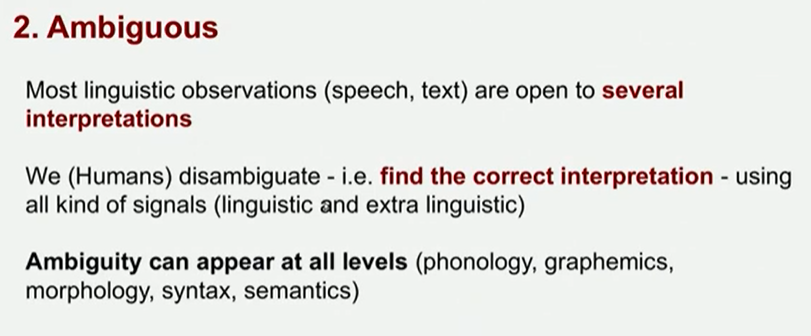 2. Ambiguous
Most linguistic observations (speech, text) are open to several
interpretations
We (Humans) disambiguate - i.e. find the correct interpretation - using
all kind of signals (linguistic and extra linguistic)
Ambiguity can appear at all levels (phonology, graphemics,
morphology, syntax, semantics)